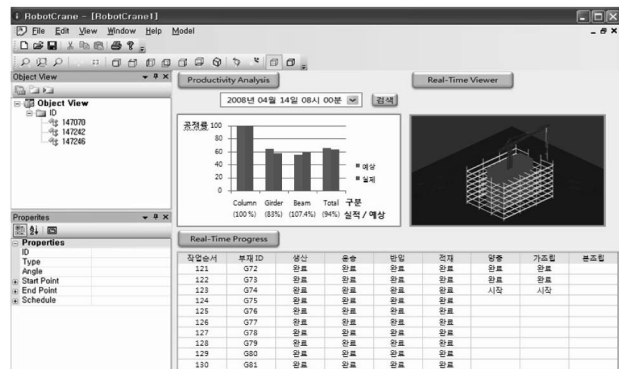 RobotCrane - [RobotCrane1]
File Edit View Window Help Model
Object View
Object View
ID
147070
147242
147246
Productivity Analysis
Real-Time Viewer
2008년 04월 14일 08시 00분 검색
공정률 100
80
60
40
20
0
예상
실제
Column Girder Beam Total 구분
(100 %) (83%) (107.4%) (94%) 실적 / 예상
Properites
Properties
ID
Type
Angle
Start Point
End Point
Schedule
Real-Time Progress
작업순서 부재 ID 생산 운송 반입 적재 양중 가조립 본조립
121 G72 완료 완료 완료 완료 완료 완료
122 G73 완료 완료 완료 완료 완료 완료
123 G74 완료 완료 완료 완료 시작 시작
124 G75 완료 완료 완료 완료
125 G76 완료 완료 완료 완료
126 G77 완료 완료 완료 완료
127 G78 완료 완료 완료 완료
128 G79 완료 완료 완료 완료
129 G80 완료 완료 완료 완료
130 G81 완료 완료 완료 완료